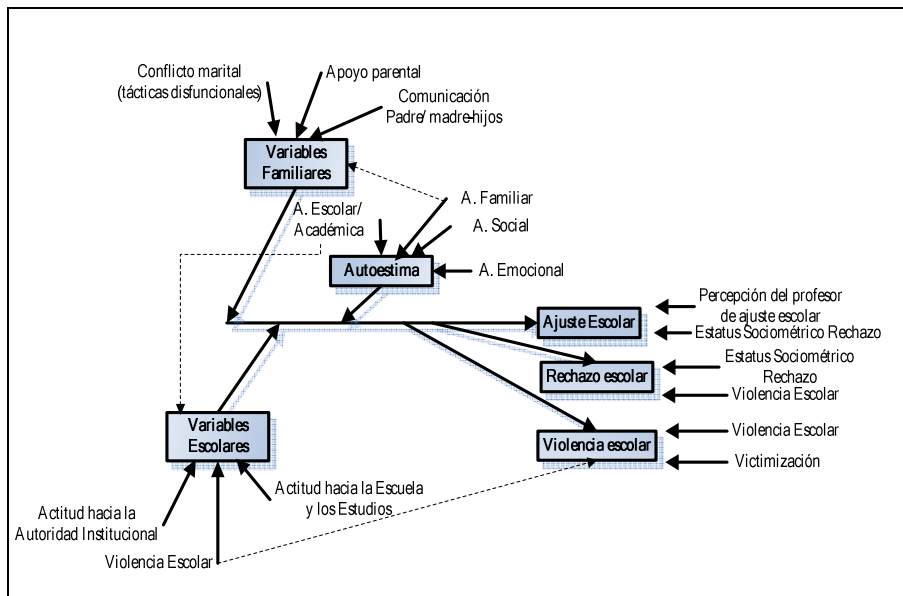 Conflicto marital
(tácticas disfuncionales)
Apoyo parental
Comunicación
Padre/ madre-hijos
Variables
Familiares
A. Escolar/
Académica
A. Familiar
A. Social
Autoestima
A. Emocional
Percepción del profesor
de ajuste escolar
Ajuste Escolar
Estatus Sociométrico Rechazo
Estatus Sociométrico
Rechazo
Rechazo escolar
Violencia Escolar
Variables
Escolares
Violencia Escolar
Violencia escolar
Victimización
Actitud hacia la Escuela
y los Estudios
Actitud hacia la
Autoridad Institucional
Violencia Escolar